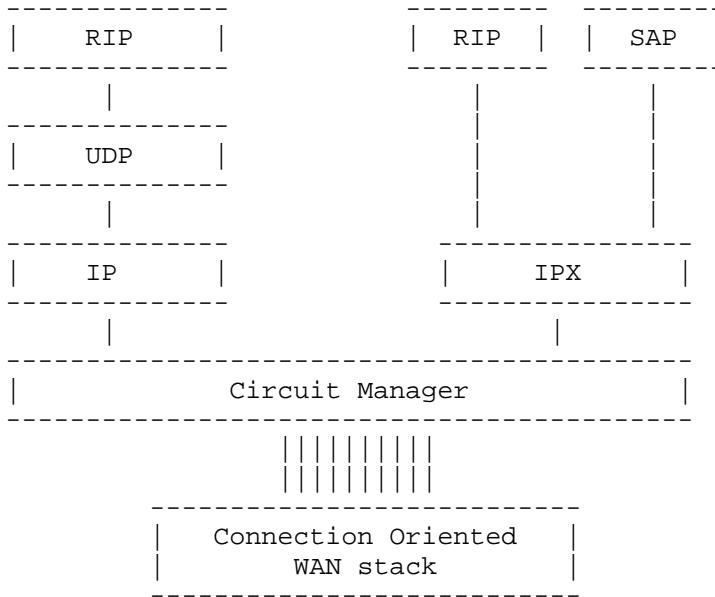 RIP RIP SAP
UDP
IP IPX
Circuit Manager
Connection Oriented
WAN stack